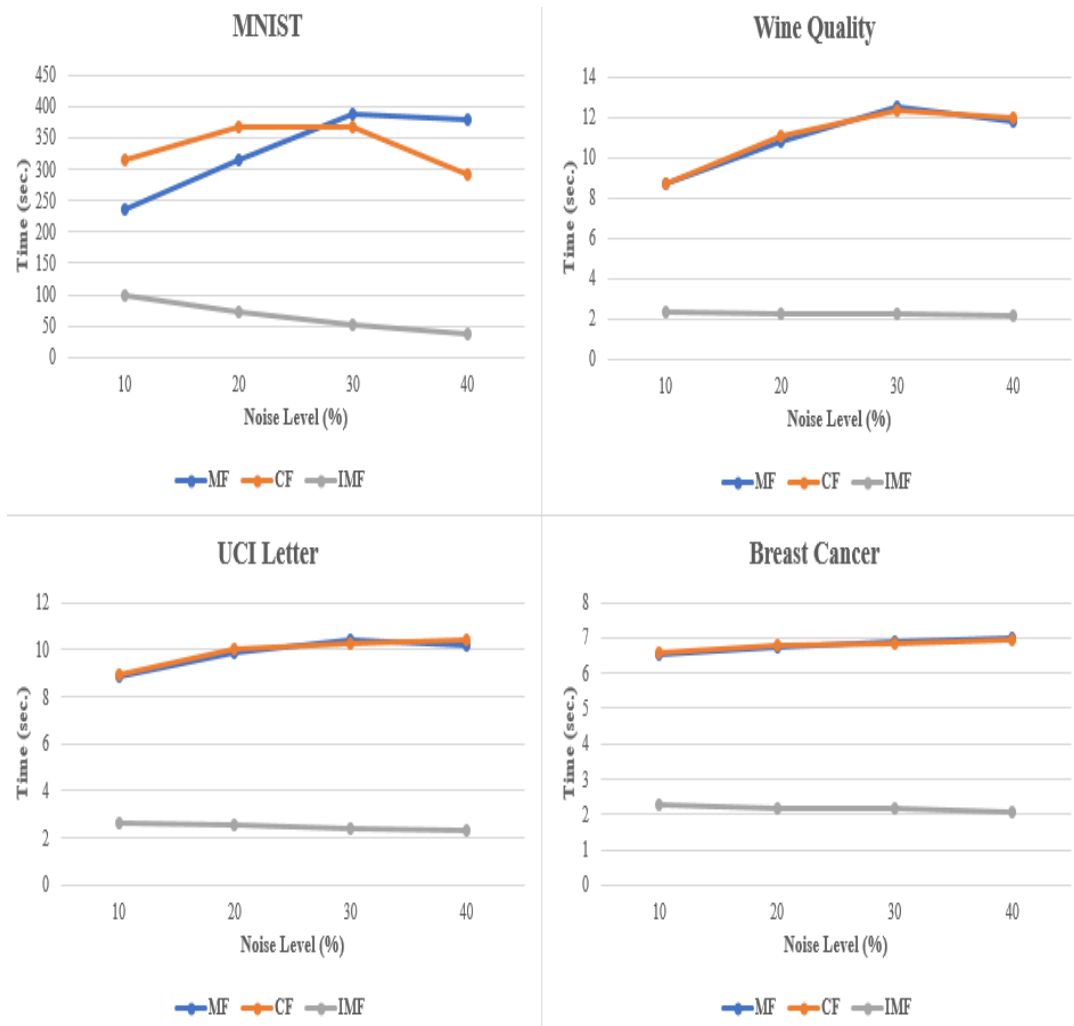 MNIST
450
400
350
300
250
200
150
100
50
0
Time (sec.)
10 20 30 40
Noise Level (%)
MF CF IMF
Wine Quality
14
12
10
8
6
4
2
0
Time (sec.)
10 20 30 40
Noise Level (%)
MF CF IMF
UCI Letter
12
10
8
6
4
2
0
Time (sec.)
10 20 30 40
Noise Level (%)
MF CF IMF
Breast Cancer
8
7
6
5
4
3
2
1
0
Time (sec.)
10 20 30 40
Noise Level (%)
MF CF IMF